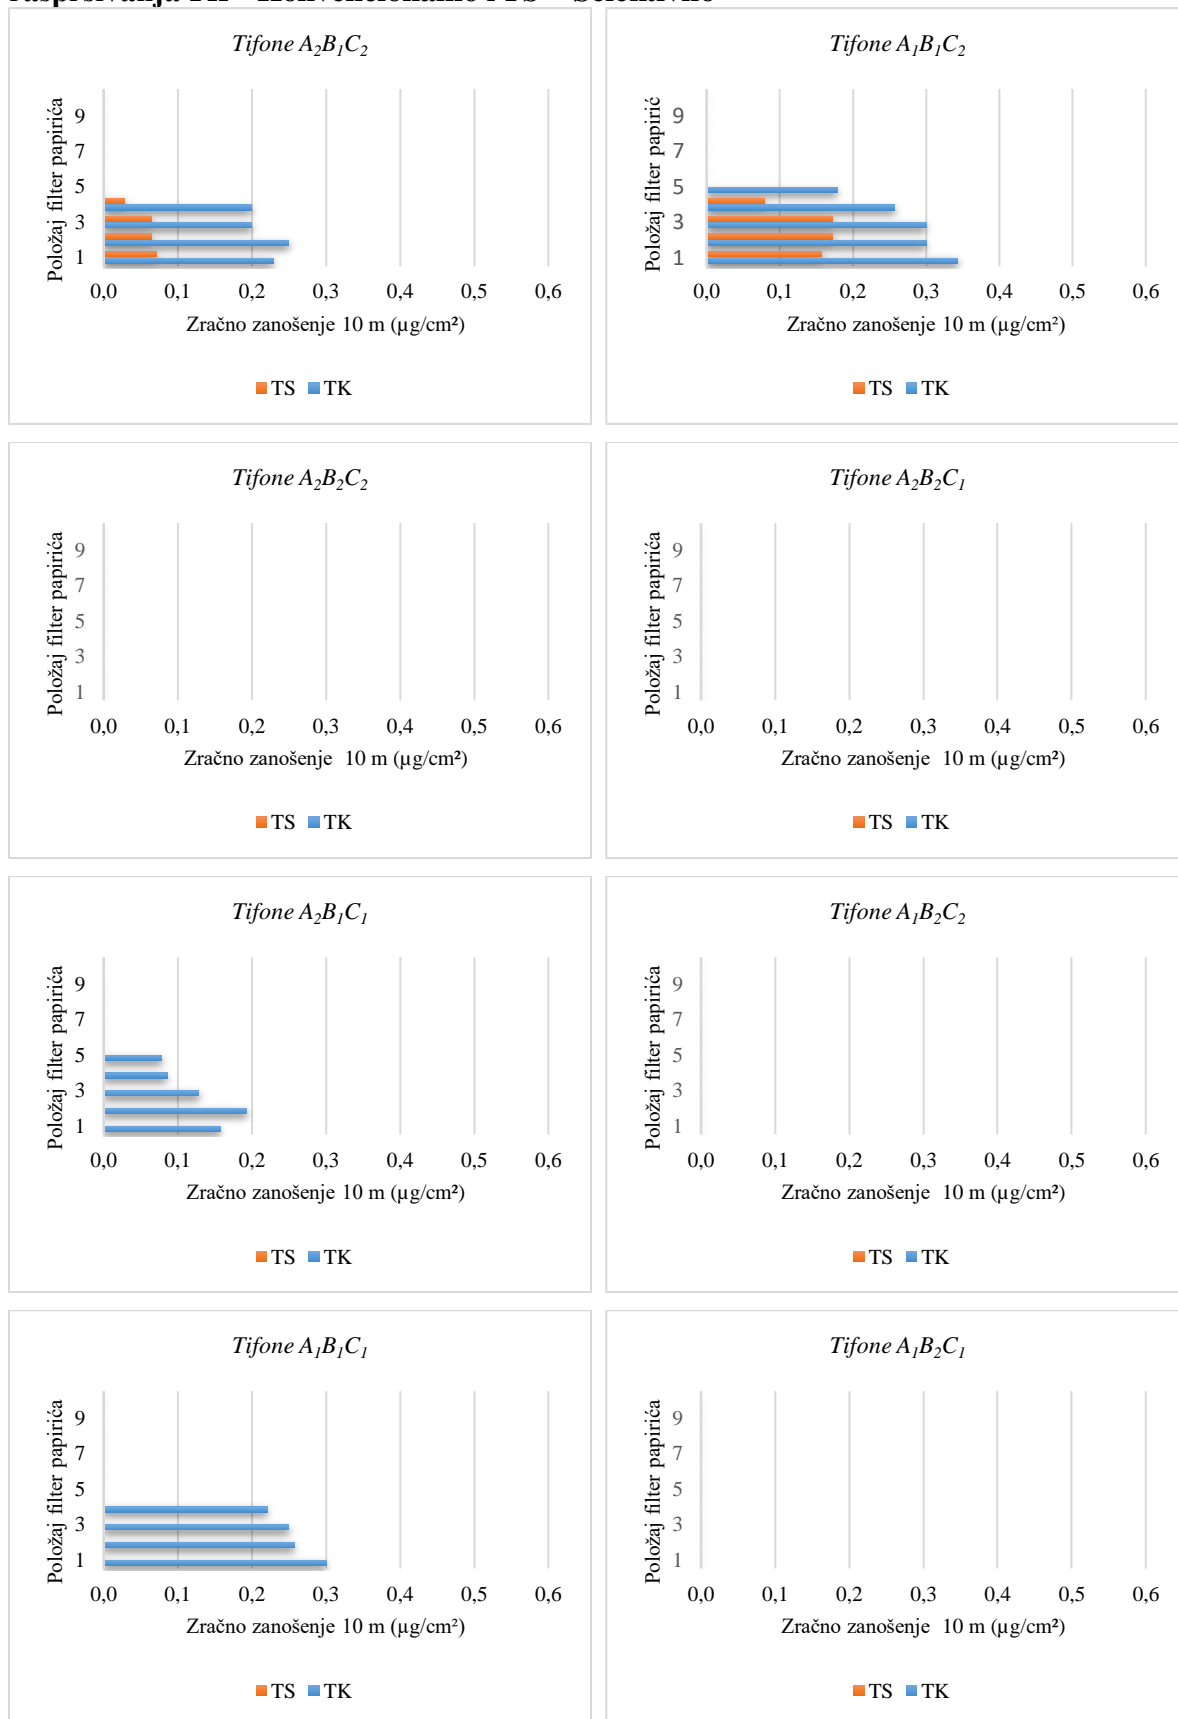 Tifone A2B1C2
Položaj filter papirića
9
7
5
3
1
0,0 0,1 0,2 0,3 0,4 0,5 0,6
Zračno zanošenje 10 m (µg/cm²)
TS TK
Tifone A1B1C2
Položaj filter papirić
9
7
5
3
1
0,0 0,1 0,2 0,3 0,4 0,5 0,6
Zračno zanošenje 10 m (µg/cm²)
TS TK
Tifone A2B2C2
Položaj filter papirića
9
7
5
3
1
0,0 0,1 0,2 0,3 0,4 0,5 0,6
Zračno zanošenje 10 m (µg/cm²)
TS TK
Tifone A2B2C1
Položaj filter papirića
9
7
5
3
1
0,0 0,1 0,2 0,3 0,4 0,5 0,6
Zračno zanošenje 10 m (µg/cm²)
TS TK
Tifone A2B1C1
Položaj filter papirića
9
7
5
3
1
0,0 0,1 0,2 0,3 0,4 0,5 0,6
Zračno zanošenje 10 m (µg/cm²)
TS TK
Tifone A1B2C2
Položaj filter papirića
9
7
5
3
1
0,0 0,1 0,2 0,3 0,4 0,5 0,6
Zračno zanošenje 10 m (µg/cm²)
TS TK
Tifone A1B1C1
Položaj filter papirića
9
7
5
3
1
0,0 0,1 0,2 0,3 0,4 0,5 0,6
Zračno zanošenje 10 m (µg/cm²)
TS TK
Tifone A1B2C1
Položaj filter papirića
9
7
5
3
1
0,0 0,1 0,2 0,3 0,4 0,5 0,6
Zračno zanošenje 10 m (µg/cm²)
TS TK